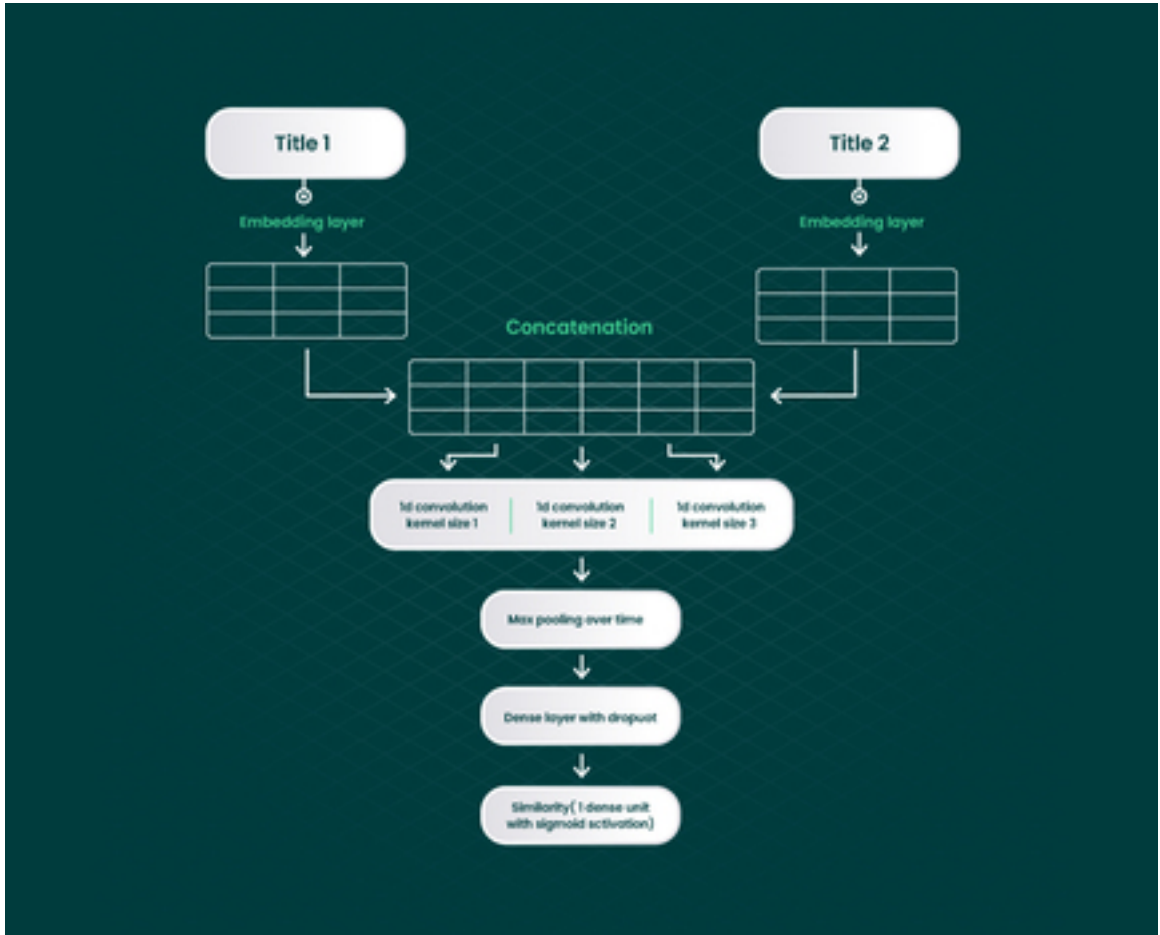 Title 1
Title 2
Embedding layer
Embedding layer
Concatenation
1d convolution
kernel size 1
1d convolution
kernel size 2
1d convolution
kernel size 3
Max pooling over time
Dense layer with dropuot
Similarity( 1 dense unit
with sigmoid activation)